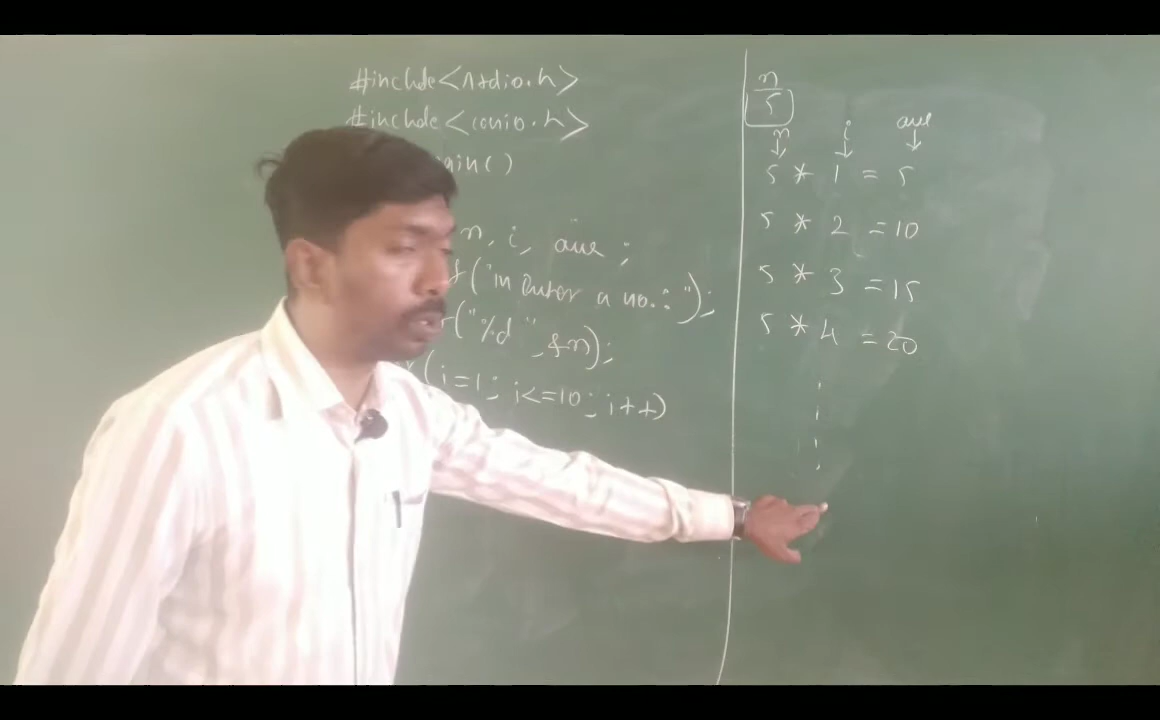 #include<stdio.h>
#include<conio.h>
ain()
n, i, ans ;
f("\n Enter a no.: ");
("%d ", &n);
(i=1; i<=10; i++)
n
5
n i ans
5 * 1 = 5
5 * 2 = 10
5 * 3 = 15
5 * 4 = 20